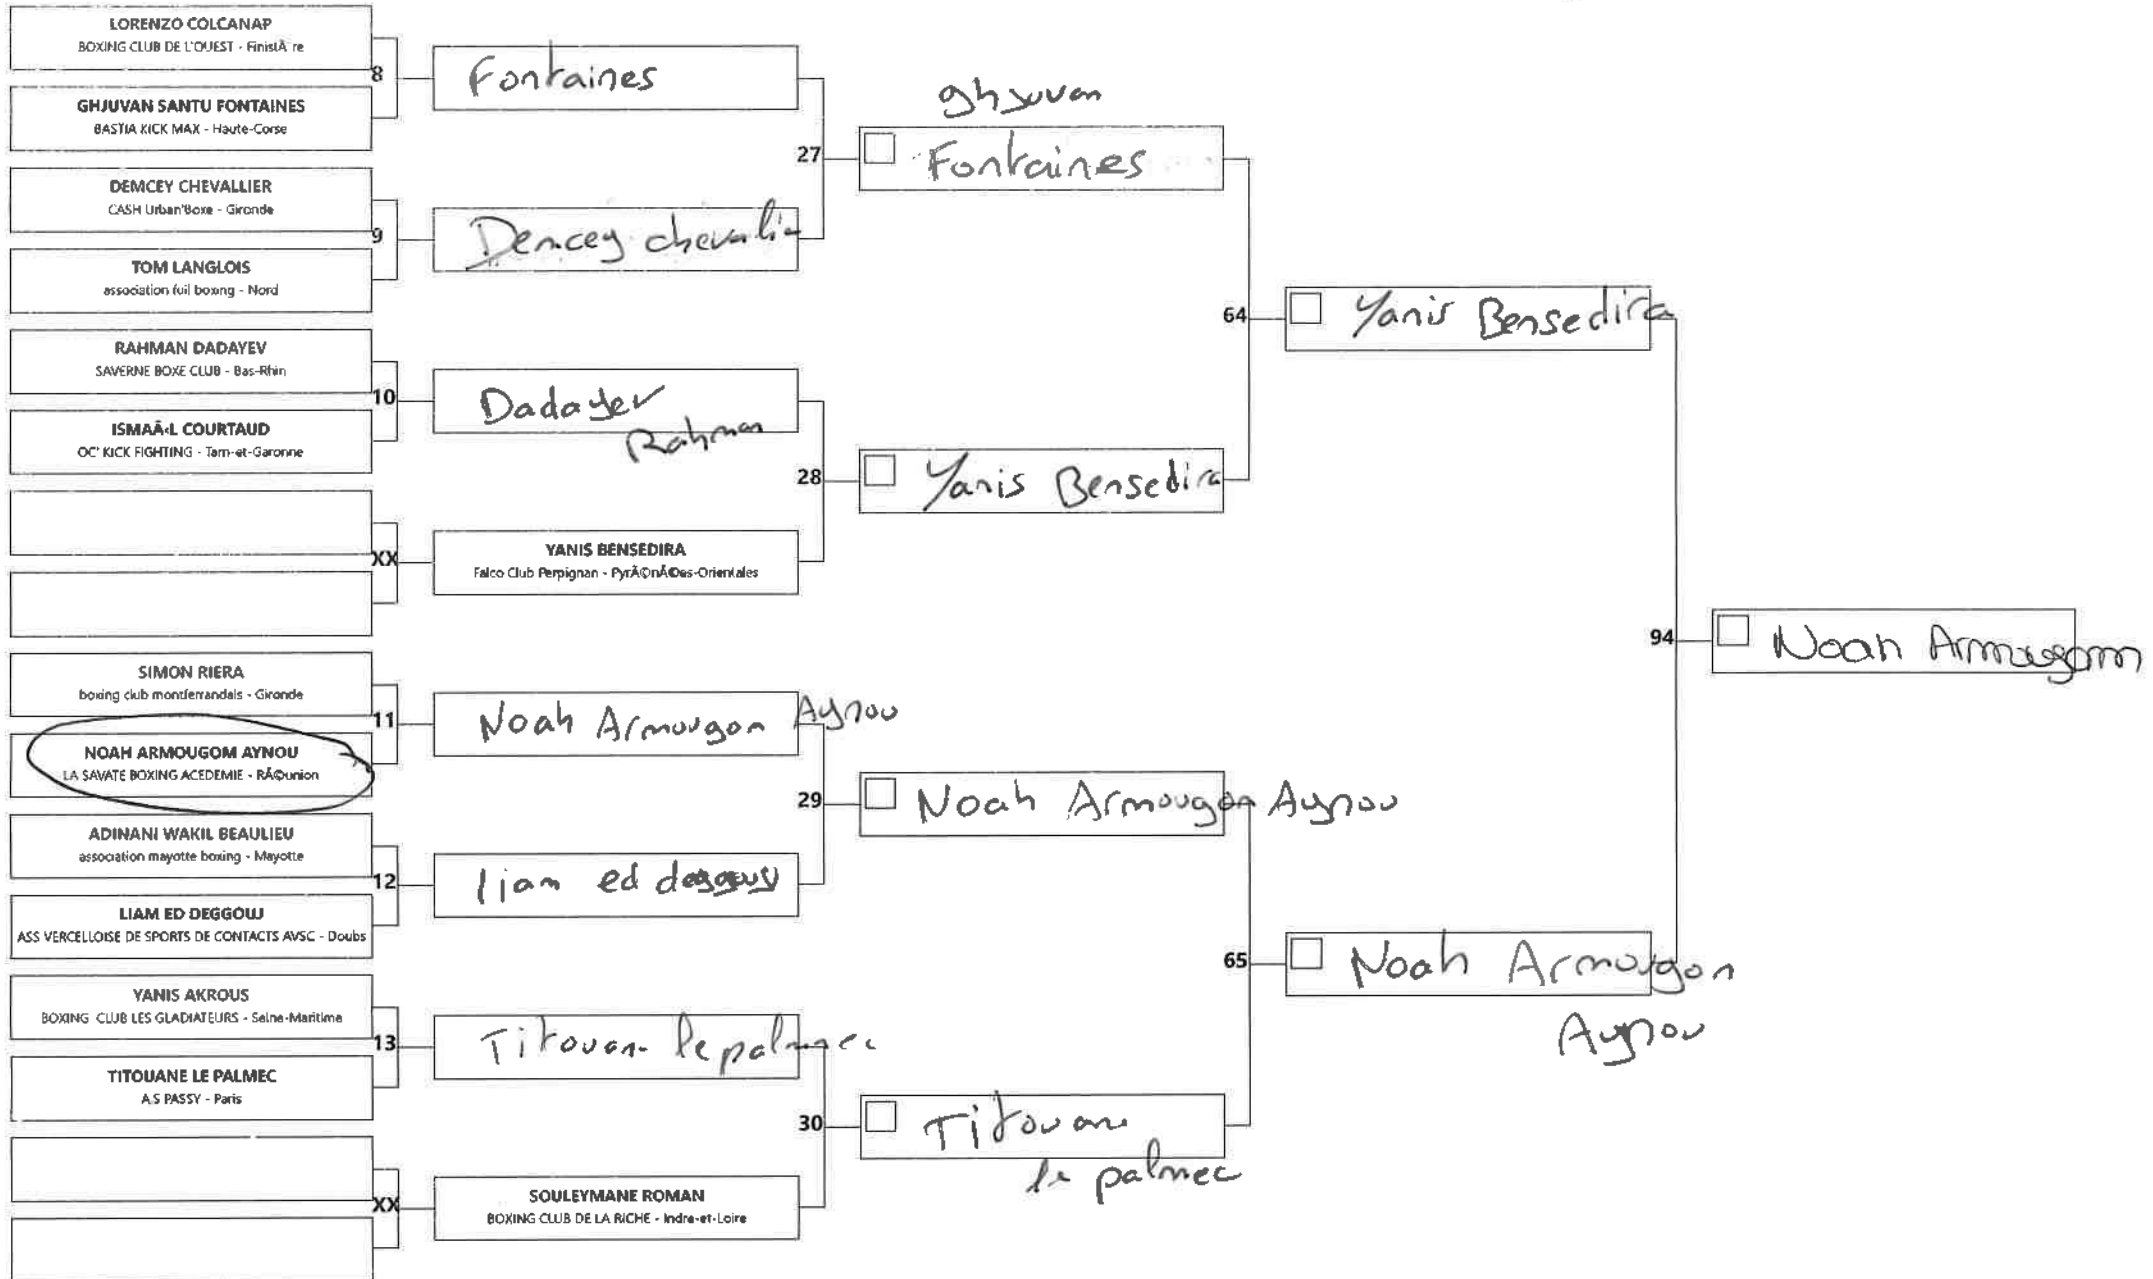 LORENZO COLCANAP
BOXING CLUB DE L'OUEST - FinistÃ¨re
8
Fontaines
GHJUVAN SANTU FONTAINES
BASTIA KICK MAX - Haute-Corse
ghjuvan
27
Fontaines
DEMCEY CHEVALLIER
CASH Urban'Boxe - Gironde
9
Demcey chevalie
TOM LANGLOIS
association full boxing - Nord
64
Yanis Bensedira
RAHMAN DADAYEV
SAVERNE BOXE CLUB - Bas-Rhin
10
Dadayev
Rahman
ISMAÃ‹L COURTAUD
OC' KICK FIGHTING - Tarn-et-Garonne
28
Yanis Bensedira
XX
YANIS BENSEDIRA
Falco Club Perpignan - PyrÃ©nÃ©es-Orientales
94
Noah Armougom
SIMON RIERA
boxing club montferrandais - Gironde
11
Noah Armougon Aynou
NOAH ARMOUGOM AYNOU
LA SAVATE BOXING ACEDEMIE - RÃ©union
29
Noah Armougon Aynou
ADINANI WAKIL BEAULIEU
association mayotte boxing - Mayotte
12
liam ed
LIAM ED DEGGOUJ
ASS VERCELLOISE DE SPORTS DE CONTACTS AVSC - Doubs
65
Noah Armougon
Aynou
YANIS AKROUS
BOXING CLUB LES GLADIATEURS - Seine-Maritime
13
Titouan le palmec
TITOUANE LE PALMEC
A.S PASSY - Paris
30
Titouan
le palmec
XX
SOULEYMANE ROMAN
BOXING CLUB DE LA RICHE - Indre-et-Loire